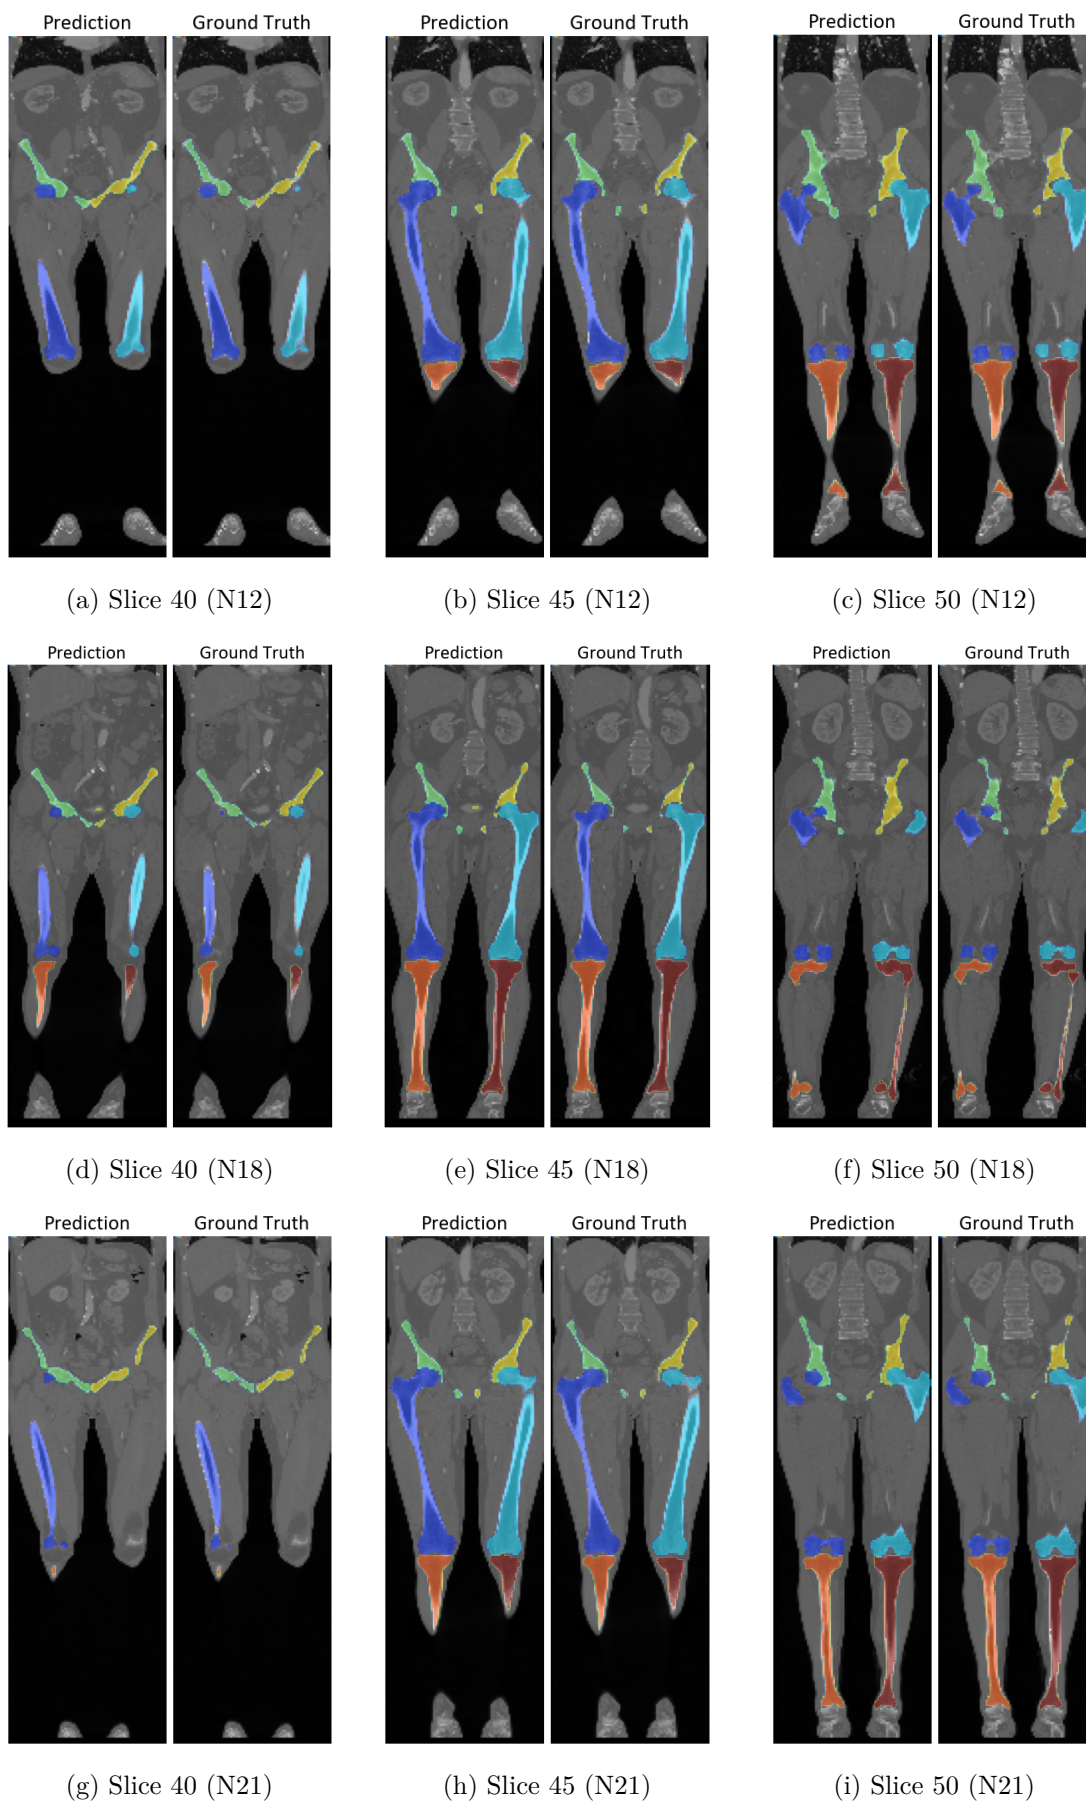 Prediction Ground Truth Prediction Ground Truth Prediction Ground Truth
(a) Slice 40 (N12) (b) Slice 45 (N12) (c) Slice 50 (N12)
Prediction Ground Truth Prediction Ground Truth Prediction Ground Truth
(d) Slice 40 (N18) (e) Slice 45 (N18) (f) Slice 50 (N18)
Prediction Ground Truth Prediction Ground Truth Prediction Ground Truth
(g) Slice 40 (N21) (h) Slice 45 (N21) (i) Slice 50 (N21)